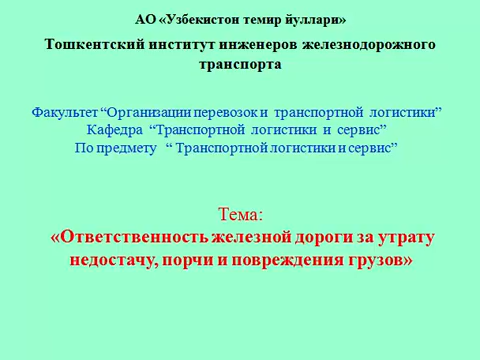 АО «Узбекистон темир йуллари»
Тошкентский институт инженеров железнодорожного
транспорта
Факультет “Организации перевозок и транспортной логистики”
Кафедра “Транспортной логистики и сервис”
По предмету “ Транспортной логистики и сервис”
Тема:
«Ответственность железной дороги за утрату
недостачу, порчи и повреждения грузов»